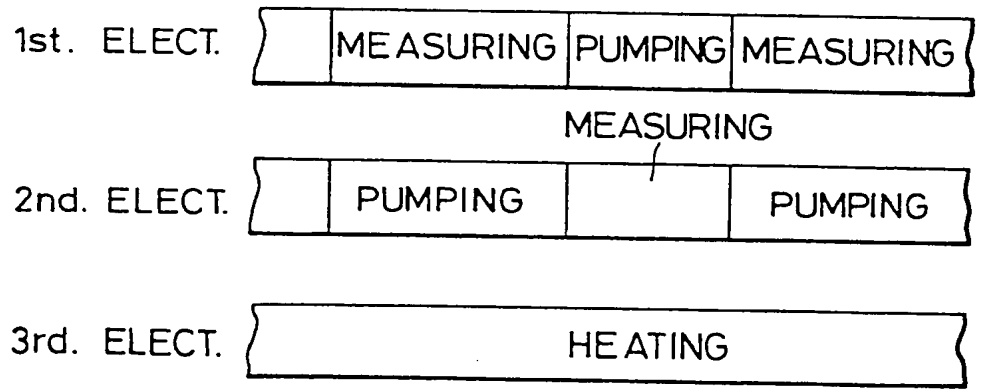 1st. ELECT. MEASURING PUMPING MEASURING
MEASURING
2nd. ELECT. PUMPING PUMPING
3rd. ELECT. HEATING